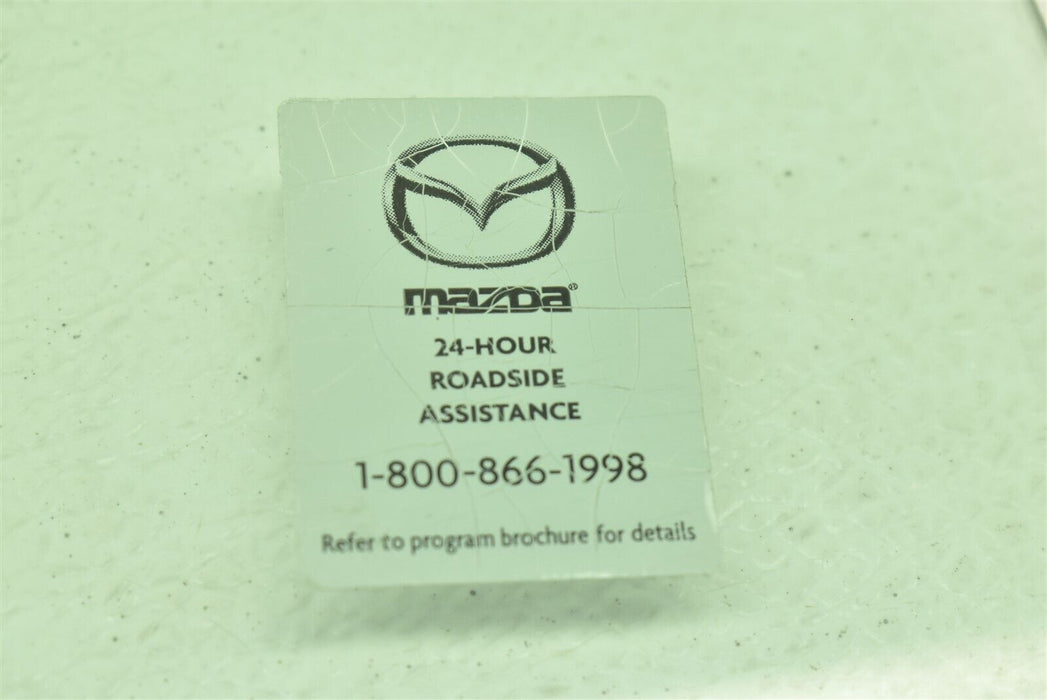 mazda®
24-HOUR
ROADSIDE
ASSISTANCE
1-800-866-1998
Refer to program brochure for details